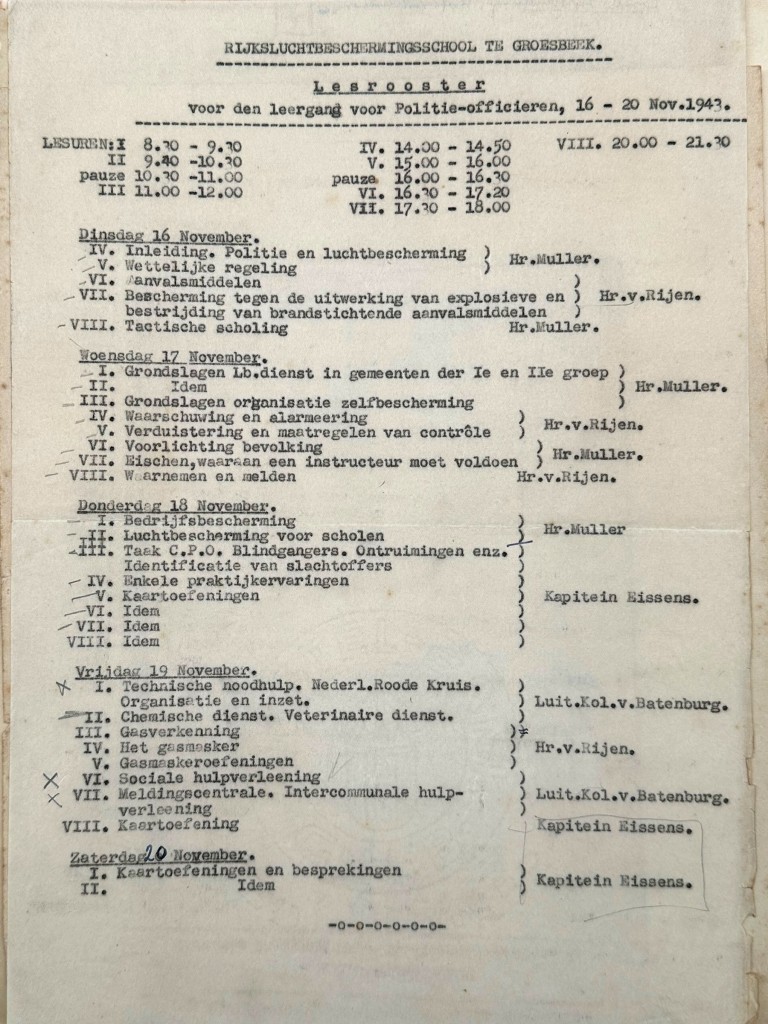 RIJKSLUCHTBESCHERMINGSSCHOOL TE GROESBEEK.
Lesrooster
voor den leergang voor Politie-officieren, 16 - 20 Nov.1943.
LESUREN: I 8.30 - 9.30 IV. 14.00 - 14.50 VIII. 20.00 - 21.30
II 9.40 -10.30 V. 15.00 - 16.00
pauze 10.30 -11.00 pauze 16.00 - 16.30
III 11.00 -12.00 VI. 16.30 - 17.20
VII. 17.30 - 18.00
Dinsdag 16 November.
IV. Inleiding. Politie en luchtbescherming ) Hr.Muller.
V. Wettelijke regeling )
VI. Aanvalsmiddelen )
VII. Bescherming tegen de uitwerking van explosieve en ) Hr.v.Rijen.
bestrijding van brandstichtende aanvalsmiddelen )
VIII. Tactische scholing Hr.Muller.
Woensdag 17 November.
I. Grondslagen Lb.dienst in gemeenten der Ie en IIe groep )
II. Idem ) Hr.Muller.
III. Grondslagen organisatie zelfbescherming )
IV. Waarschuwing en alarmeering ) Hr.v.Rijen.
V. Verduistering en maatregelen van contrôle )
VI. Voorlichting bevolking ) Hr.Muller.
VII. Eischen,waaraan een instructeur moet voldoen )
VIII. Waarnemen en melden Hr.v.Rijen.
Donderdag 18 November.
I. Bedrijfsbescherming )
II. Luchtbescherming voor scholen ) Hr.Muller
III. Taak C.P.O. Blindgangers. Ontruimingen enz. )
Identificatie van slachtoffers )
IV. Enkele praktijkervaringen )
V. Kaartoefeningen ) Kapitein Eissens.
VI. Idem )
VII. Idem )
VIII. Idem )
Vrijdag 19 November.
I. Technische noodhulp. Nederl.Roode Kruis. )
Organisatie en inzet. ) Luit.Kol.v.Batenburg.
II. Chemische dienst. Veterinaire dienst. )
III. Gasverkenning )
IV. Het gasmasker ) Hr.v.Rijen.
V. Gasmaskeroefeningen )
VI. Sociale hulpverleening )
VII. Meldingscentrale. Intercommunale hulp- ) Luit.Kol.v.Batenburg.
verleening )
VIII. Kaartoefening Kapitein Eissens.
Zaterdag 20 November.
I. Kaartoefeningen en besprekingen ) Kapitein Eissens.
II. Idem )
-o-o-o-o-o-o-